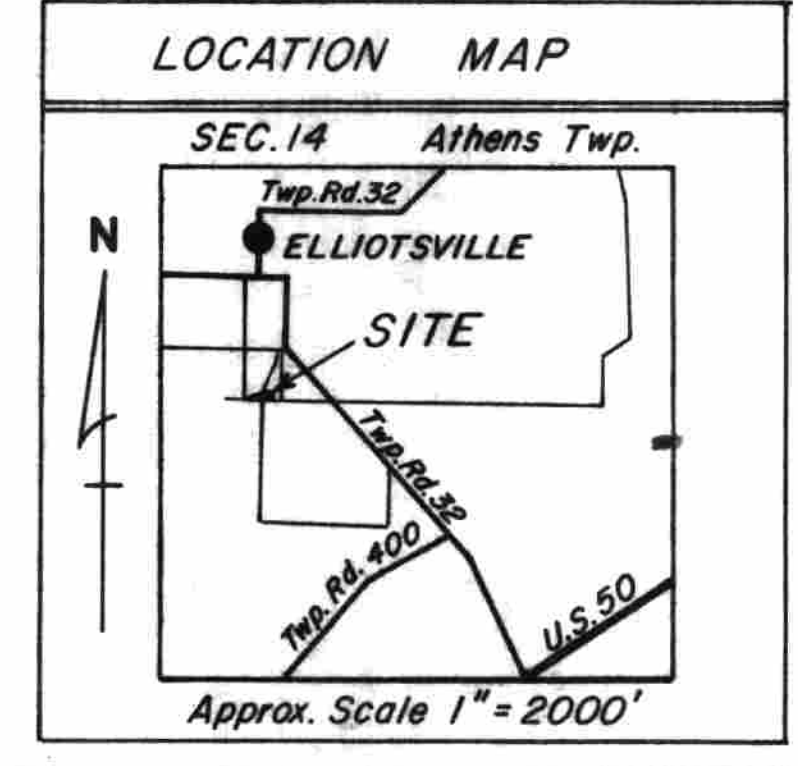 LOCATION MAP
SEC. 14 Athens Twp.
Twp. Rd. 32
N
ELLIOTSVILLE
SITE
Twp. Rd. 32
Twp. Rd. 400
U.S. 50
Approx. Scale 1" = 2000'